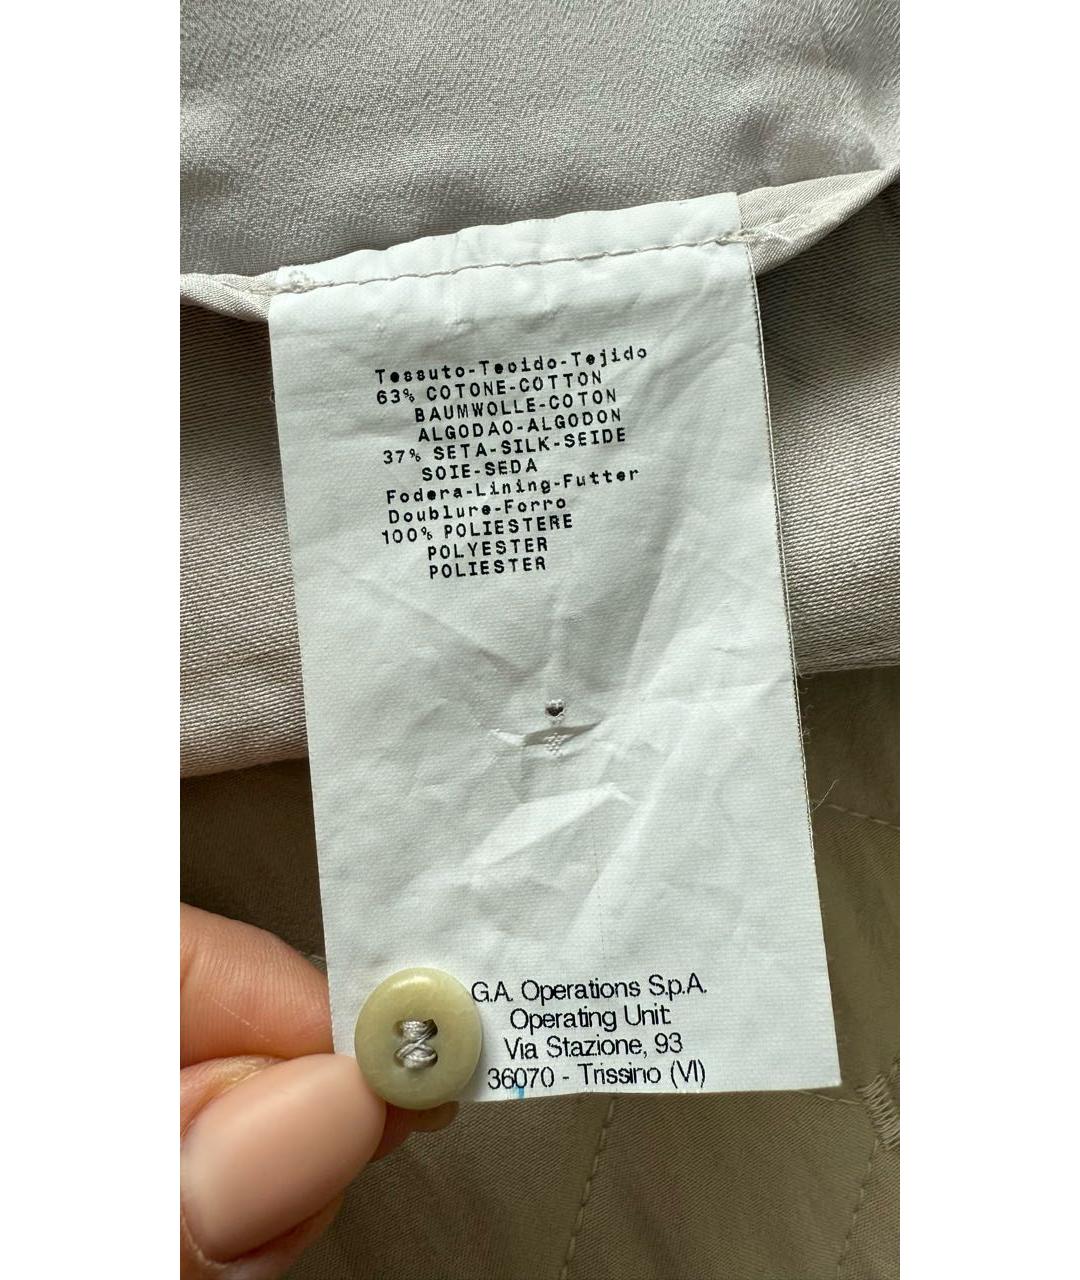 Tessuto-Tecido-Tejido
63% COTONE-COTTON
BAUMWOLLE-COTON
ALGODAO-ALGODON
37% SETA-SILK-SEIDE
SOIE-SEDA
Fodera-Lining-Futter
Doublure-Forro
100% POLIESTERE
POLYESTER
POLIESTER
G.A. Operations S.p.A.
Operating Unit:
Via Stazione, 93
36070 - Trissino (VI)